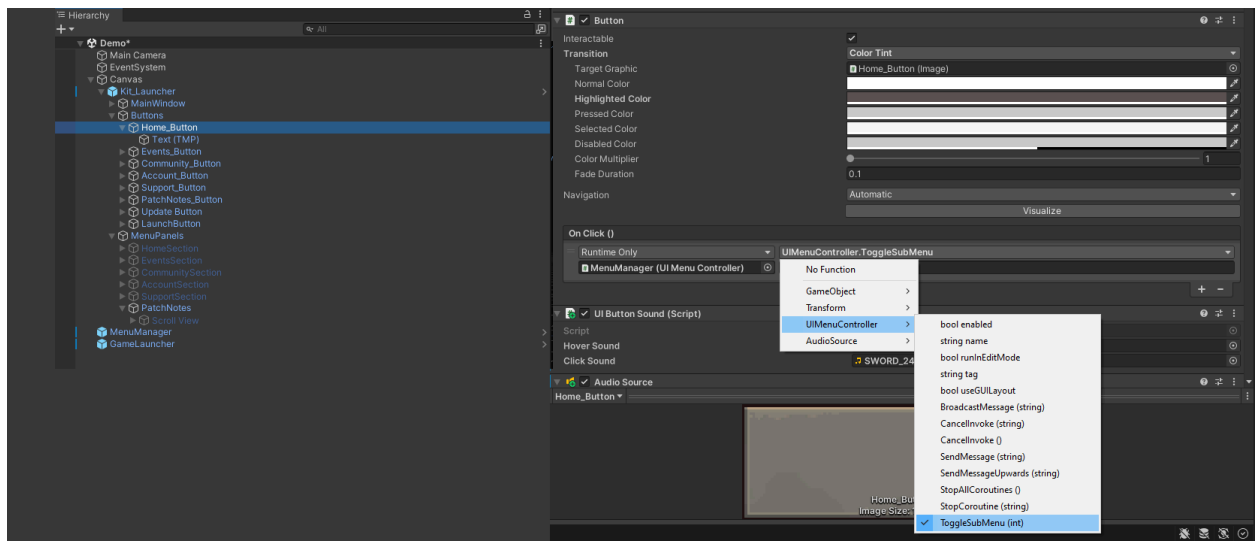 Hierarchy
All
Demo*
Main Camera
EventSystem
Canvas
Kit_Launcher
MainWindow
Buttons
Home_Button
Text (TMP)
Events_Button
Community_Button
Account_Button
Support_Button
PatchNotes_Button
Update Button
LaunchButton
MenuPanels
HomeSection
EventsSection
CommunitySection
AccountSection
SupportSection
PatchNotes
Scroll View
MenuManager
GameLauncher
Button
Interactable
Transition Color Tint
Target Graphic Home_Button (Image)
Normal Color
Highlighted Color
Pressed Color
Selected Color
Disabled Color
Color Multiplier 1
Fade Duration 0.1
Navigation Automatic
Visualize
On Click ()
Runtime Only UIMenuController.ToggleSubMenu
MenuManager (UI Menu Controller)
No Function
GameObject
Transform
UIMenuController
AudioSource
bool enabled
string name
bool runInEditMode
string tag
bool useGUILayout
BroadcastMessage (string)
CancelInvoke (string)
CancelInvoke ()
SendMessage (string)
SendMessageUpwards (string)
StopAllCoroutines ()
StopCoroutine (string)
ToggleSubMenu (int)
UI Button Sound (Script)
Script
Hover Sound
Click Sound SWORD_24
Audio Source
Home_Button
Home_Bu
Image Size: